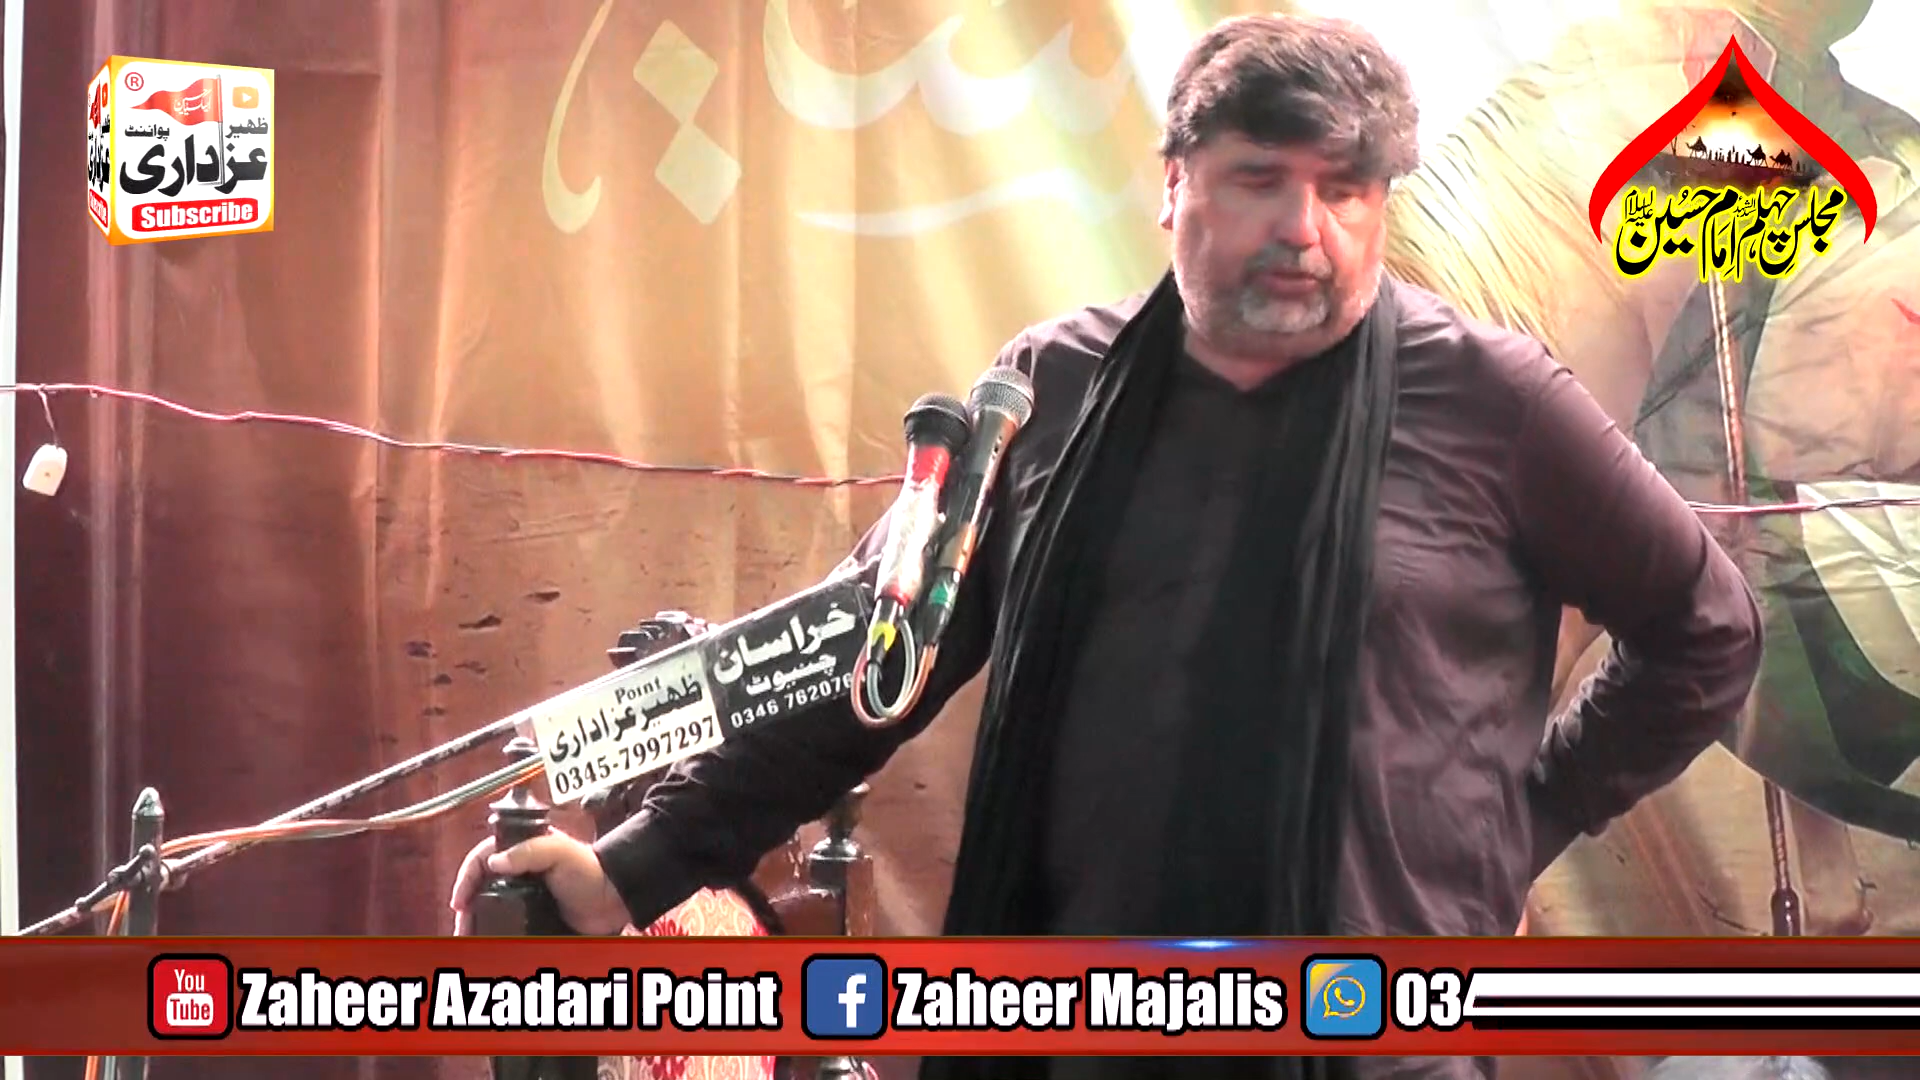 ®
ظہیر
پوائنٹ
عزاداری
Subscribe
مجلس چہلم امام حسین
خراسان
چنیوٹ
0346 762076
Point
ظہیر عزاداری
0345-7997297
You
Tube
Zaheer Azadari Point
Zaheer Majalis
034